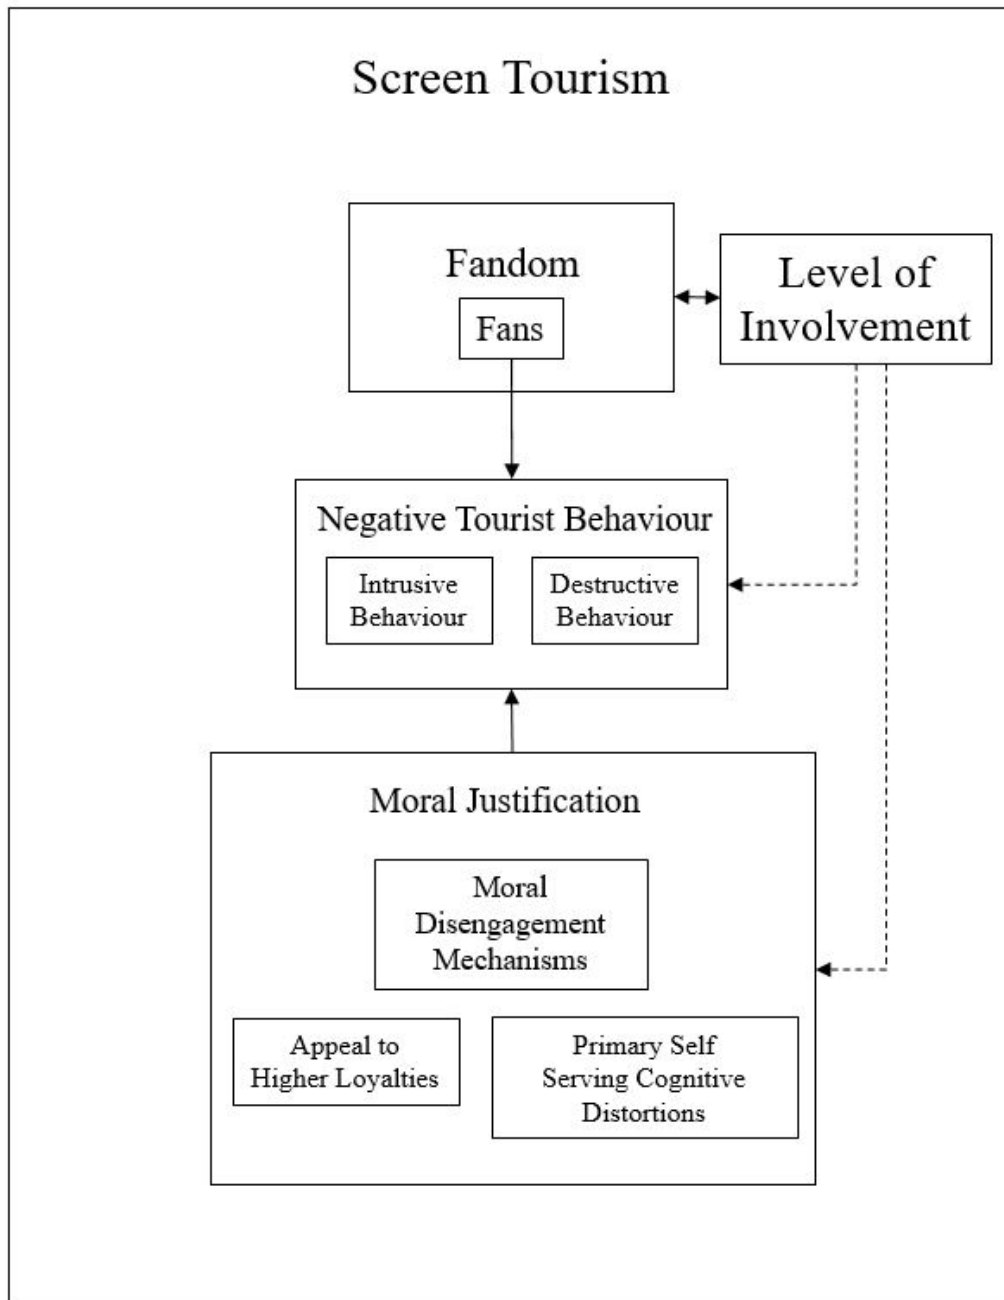 Screen Tourism
Fandom
Fans
Level of
Involvement
Negative Tourist Behaviour
Intrusive
Behaviour
Destructive
Behaviour
Moral Justification
Moral
Disengagement
Mechanisms
Appeal to
Higher Loyalties
Primary Self
Serving Cognitive
Distortions